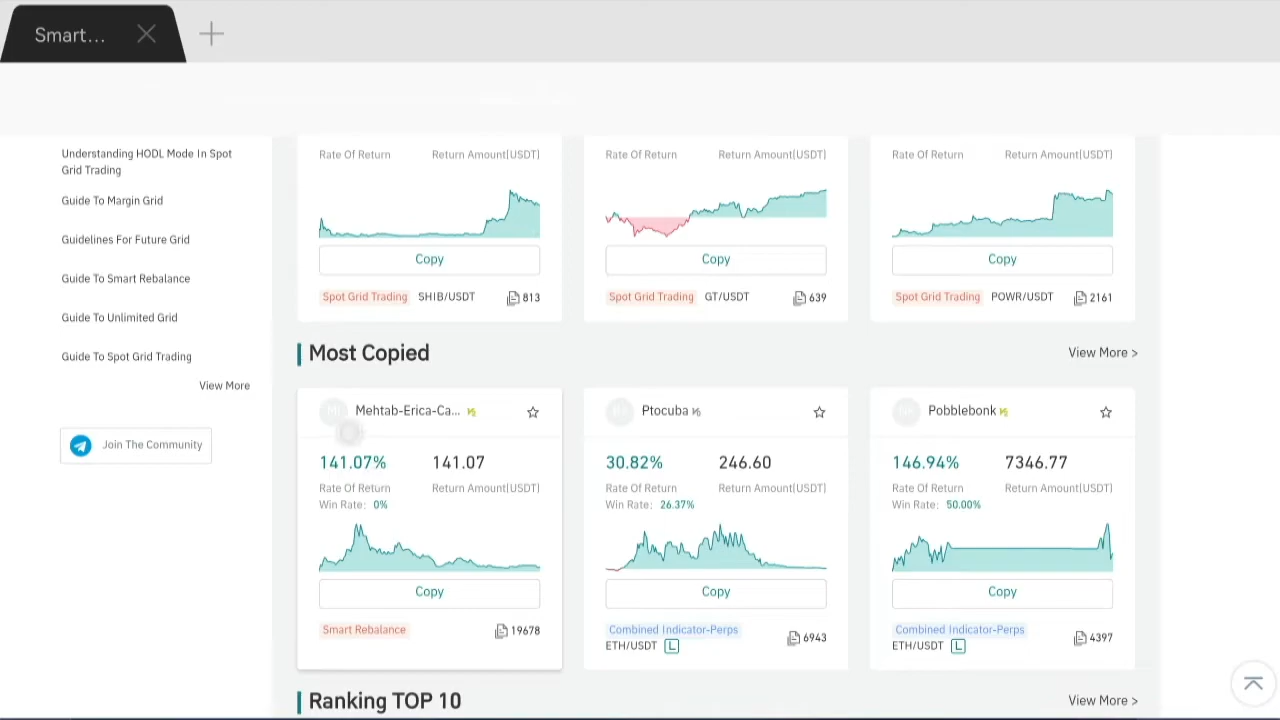 Smart...
Understanding HODL Mode In Spot
Grid Trading
Guide To Margin Grid
Guidelines For Future Grid
Guide To Smart Rebalance
Guide To Unlimited Grid
Guide To Spot Grid Trading
View More
Join The Community
Rate Of Return Return Amount(USDT)
Copy
Spot Grid Trading SHIB/USDT 813
Rate Of Return Return Amount(USDT)
Copy
Spot Grid Trading GT/USDT 639
Rate Of Return Return Amount(USDT)
Copy
Spot Grid Trading POWR/USDT 2161
Most Copied View More >
Mehtab-Erica-Ca...
141.07% 141.07
Rate Of Return Return Amount(USDT)
Win Rate: 0%
Copy
Smart Rebalance 19678
Ptocuba
30.82% 246.60
Rate Of Return Return Amount(USDT)
Win Rate: 26.37%
Copy
Combined Indicator-Perps
ETH/USDT L 6943
Pobblebonk
146.94% 7346.77
Rate Of Return Return Amount(USDT)
Win Rate: 50.00%
Copy
Combined Indicator-Perps
ETH/USDT L 4397
Ranking TOP 10 View More >